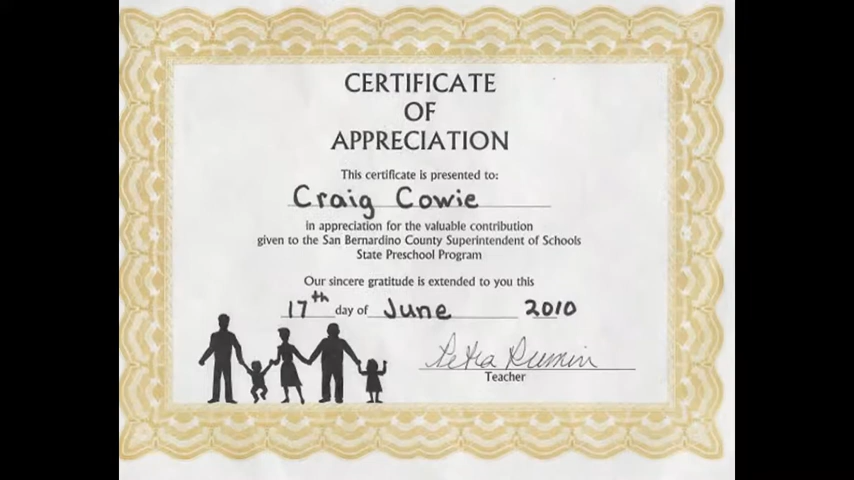 CERTIFICATE
OF
APPRECIATION
This certificate is presented to:
Craig Cowie
in appreciation for the valuable contribution
given to the San Bernardino County Superintendent of Schools
State Preschool Program
Our sincere gratitude is extended to you this
17th day of June 2010
Petra
Teacher